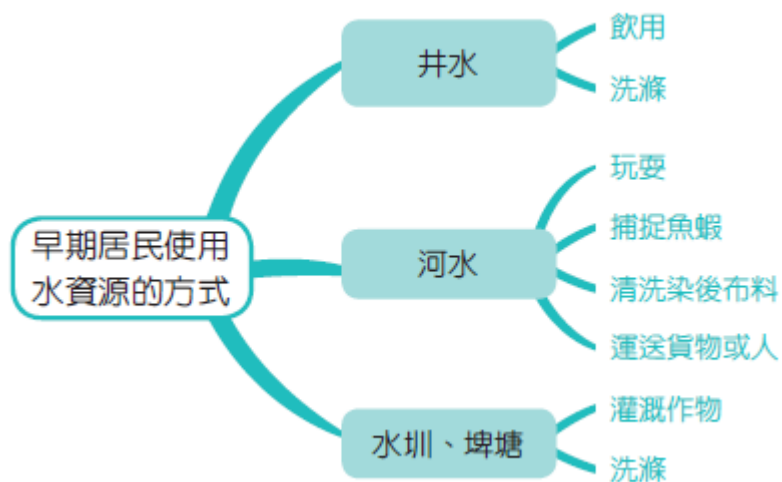 早期居民使用
水資源的方式
井水
飲用
洗滌
河水
玩耍
捕捉魚蝦
清洗染後布料
運送貨物或人
水圳、埤塘
灌溉作物
洗滌